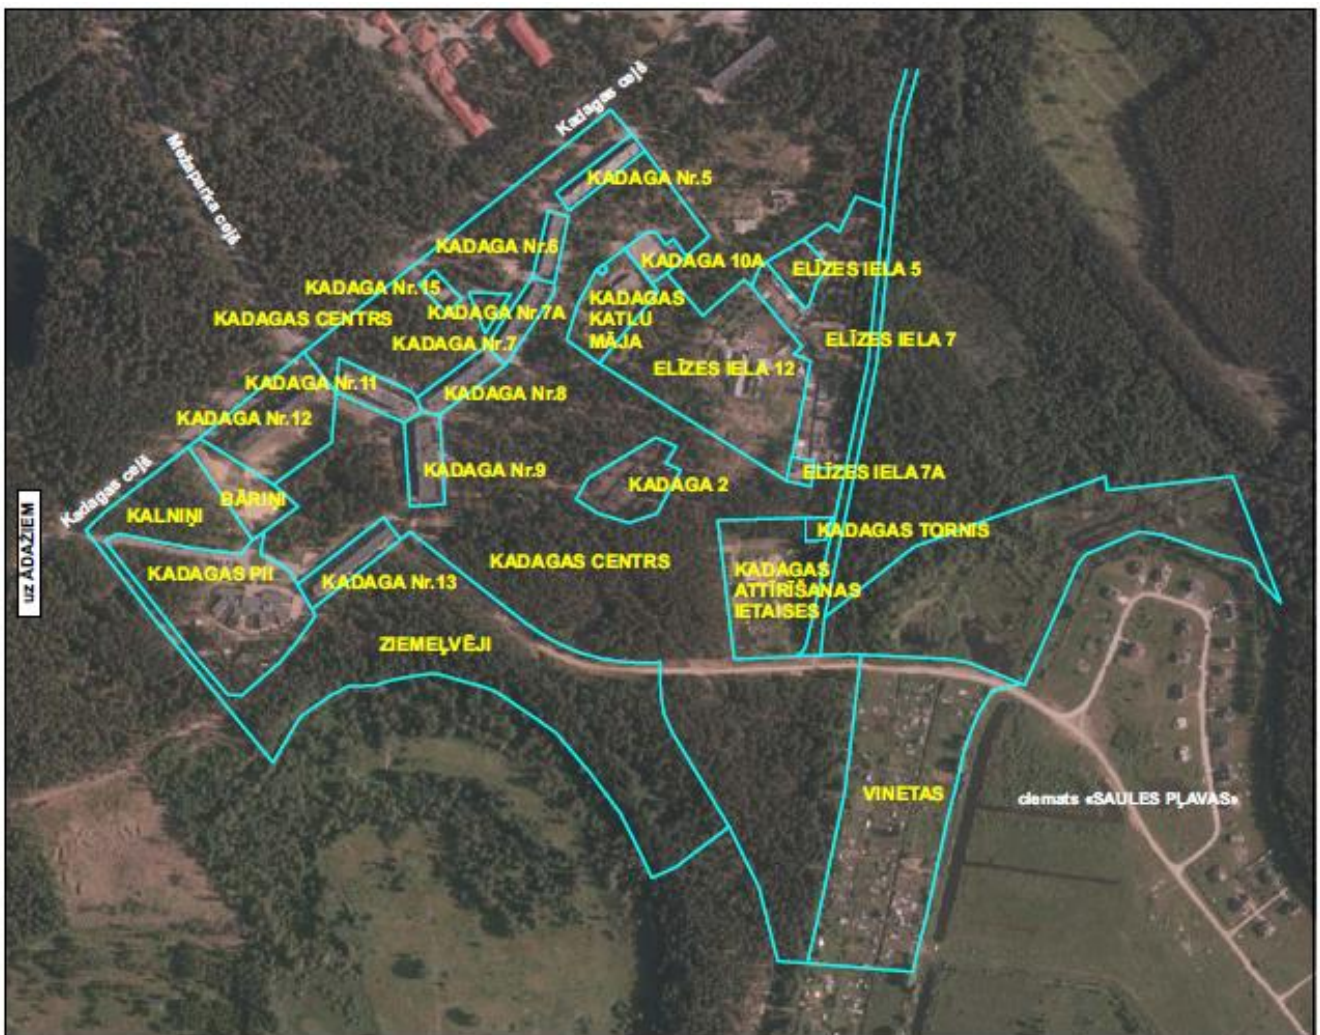 Kadagas ceļš
Mežaparka ceļš
KADAGA Nr.5
KADAGA Nr.6
KADAGA 10A
ELĪZES IELA 5
KADAGA Nr.15
KADAGAS
KATLU
MĀJA
KADAGAS CENTRS
KADAGA Nr.7A
KADAGA Nr.7
ELĪZES IELA 7
ELĪZES IELA 12
KADAGA Nr.11
KADAGA Nr.8
KADAGA Nr.12
KADAGA Nr.9
ELĪZES IELA 7A
KADAGA 2
Kadagas ceļš
BĀRIŅI
KALNIŅI
uz ĀDAŽIEM
KADAGAS TORNIS
KADAGAS CENTRS
KADAGAS PII
KADAGA Nr.13
KADAGAS
ATTĪRĪŠANAS
IETAISES
ZIEMEĻVĒJI
VINETAS
ciemats «SAULES PĻAVAS»